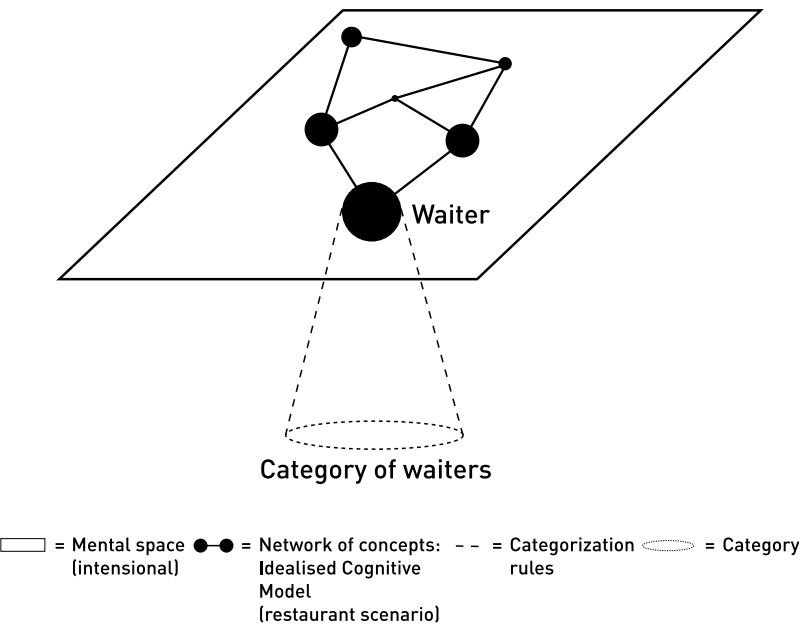 Waiter
Category of waiters
= Mental space
(intensional)
= Network of concepts:
Idealised Cognitive
Model
(restaurant scenario)
= Categorization
rules
= Category